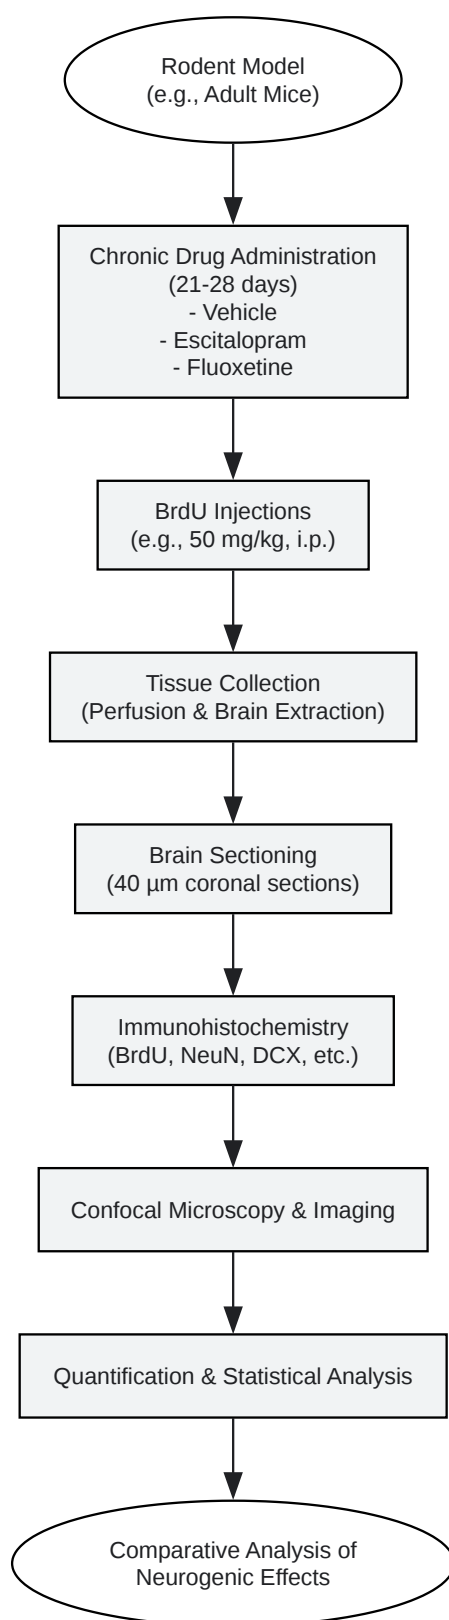 Rodent Model
(e.g., Adult Mice)
Chronic Drug Administration
(21-28 days)
- Vehicle
- Escitalopram
- Fluoxetine
BrdU Injections
(e.g., 50 mg/kg, i.p.)
Tissue Collection
(Perfusion & Brain Extraction)
Brain Sectioning
(40 µm coronal sections)
Immunohistochemistry
(BrdU, NeuN, DCX, etc.)
Confocal Microscopy & Imaging
Quantification & Statistical Analysis
Comparative Analysis of
Neurogenic Effects